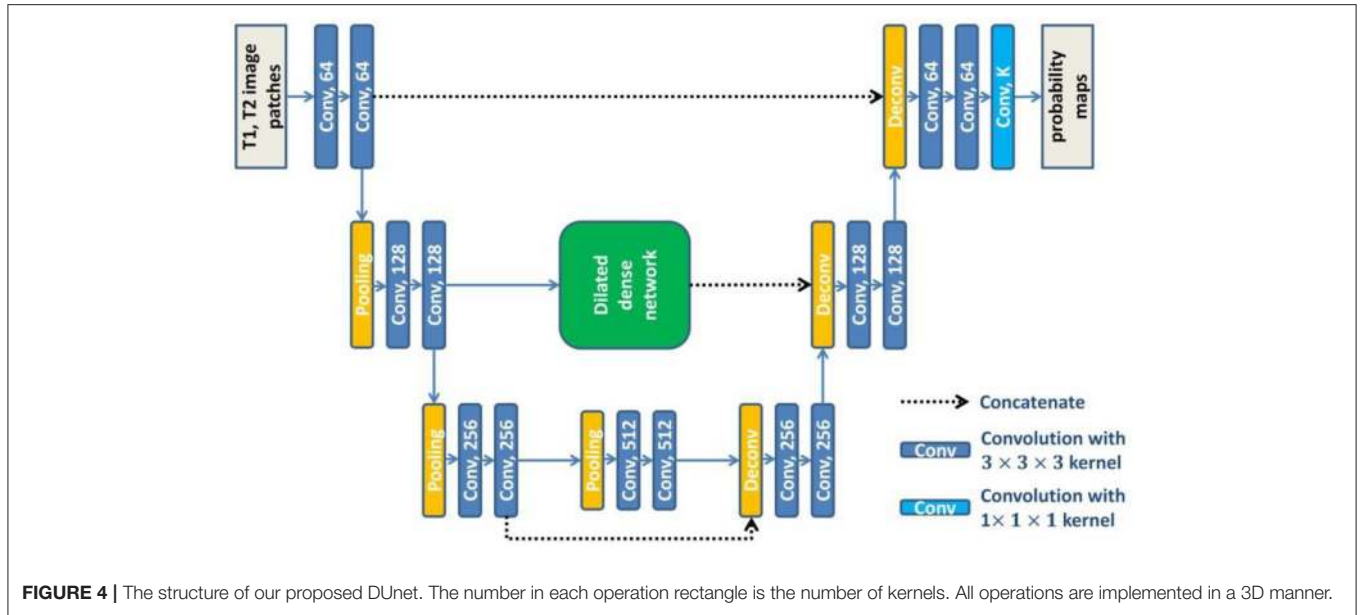 T1, T2 image
patches
Conv, 64
Conv, 64
Deconv
Conv, 64
Conv, 64
Conv, K
probability
maps
Pooling
Conv, 128
Conv, 128
Dilated
dense
network
Deconv
Conv, 128
Conv, 128
Pooling
Conv, 256
Conv, 256
Pooling
Conv, 512
Conv, 512
Deconv
Conv, 256
Conv, 256
Concatenate
Conv
Convolution with
3 × 3 × 3 kernel
Conv
Convolution with
1× 1 × 1 kernel
FIGURE 4 | The structure of our proposed DUnet. The number in each operation rectangle is the number of kernels. All operations are implemented in a 3D manner.